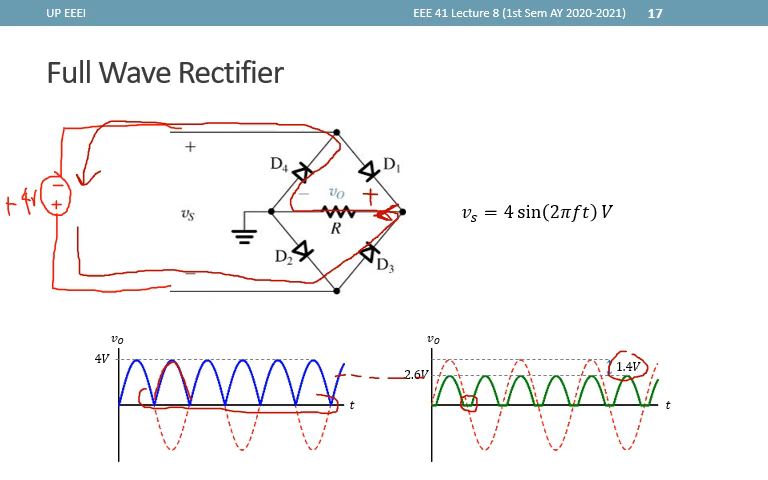 UP EEEI
EEE 41 Lecture 8 (1st Sem AY 2020-2021) 17
Full Wave Rectifier
+
D4
D1
−
+4v
−
vO
+
+
vS
R
vs = 4 sin(2πft) V
D2
D3
−
vO
4V
t
vO
2.6V
1.4V
t